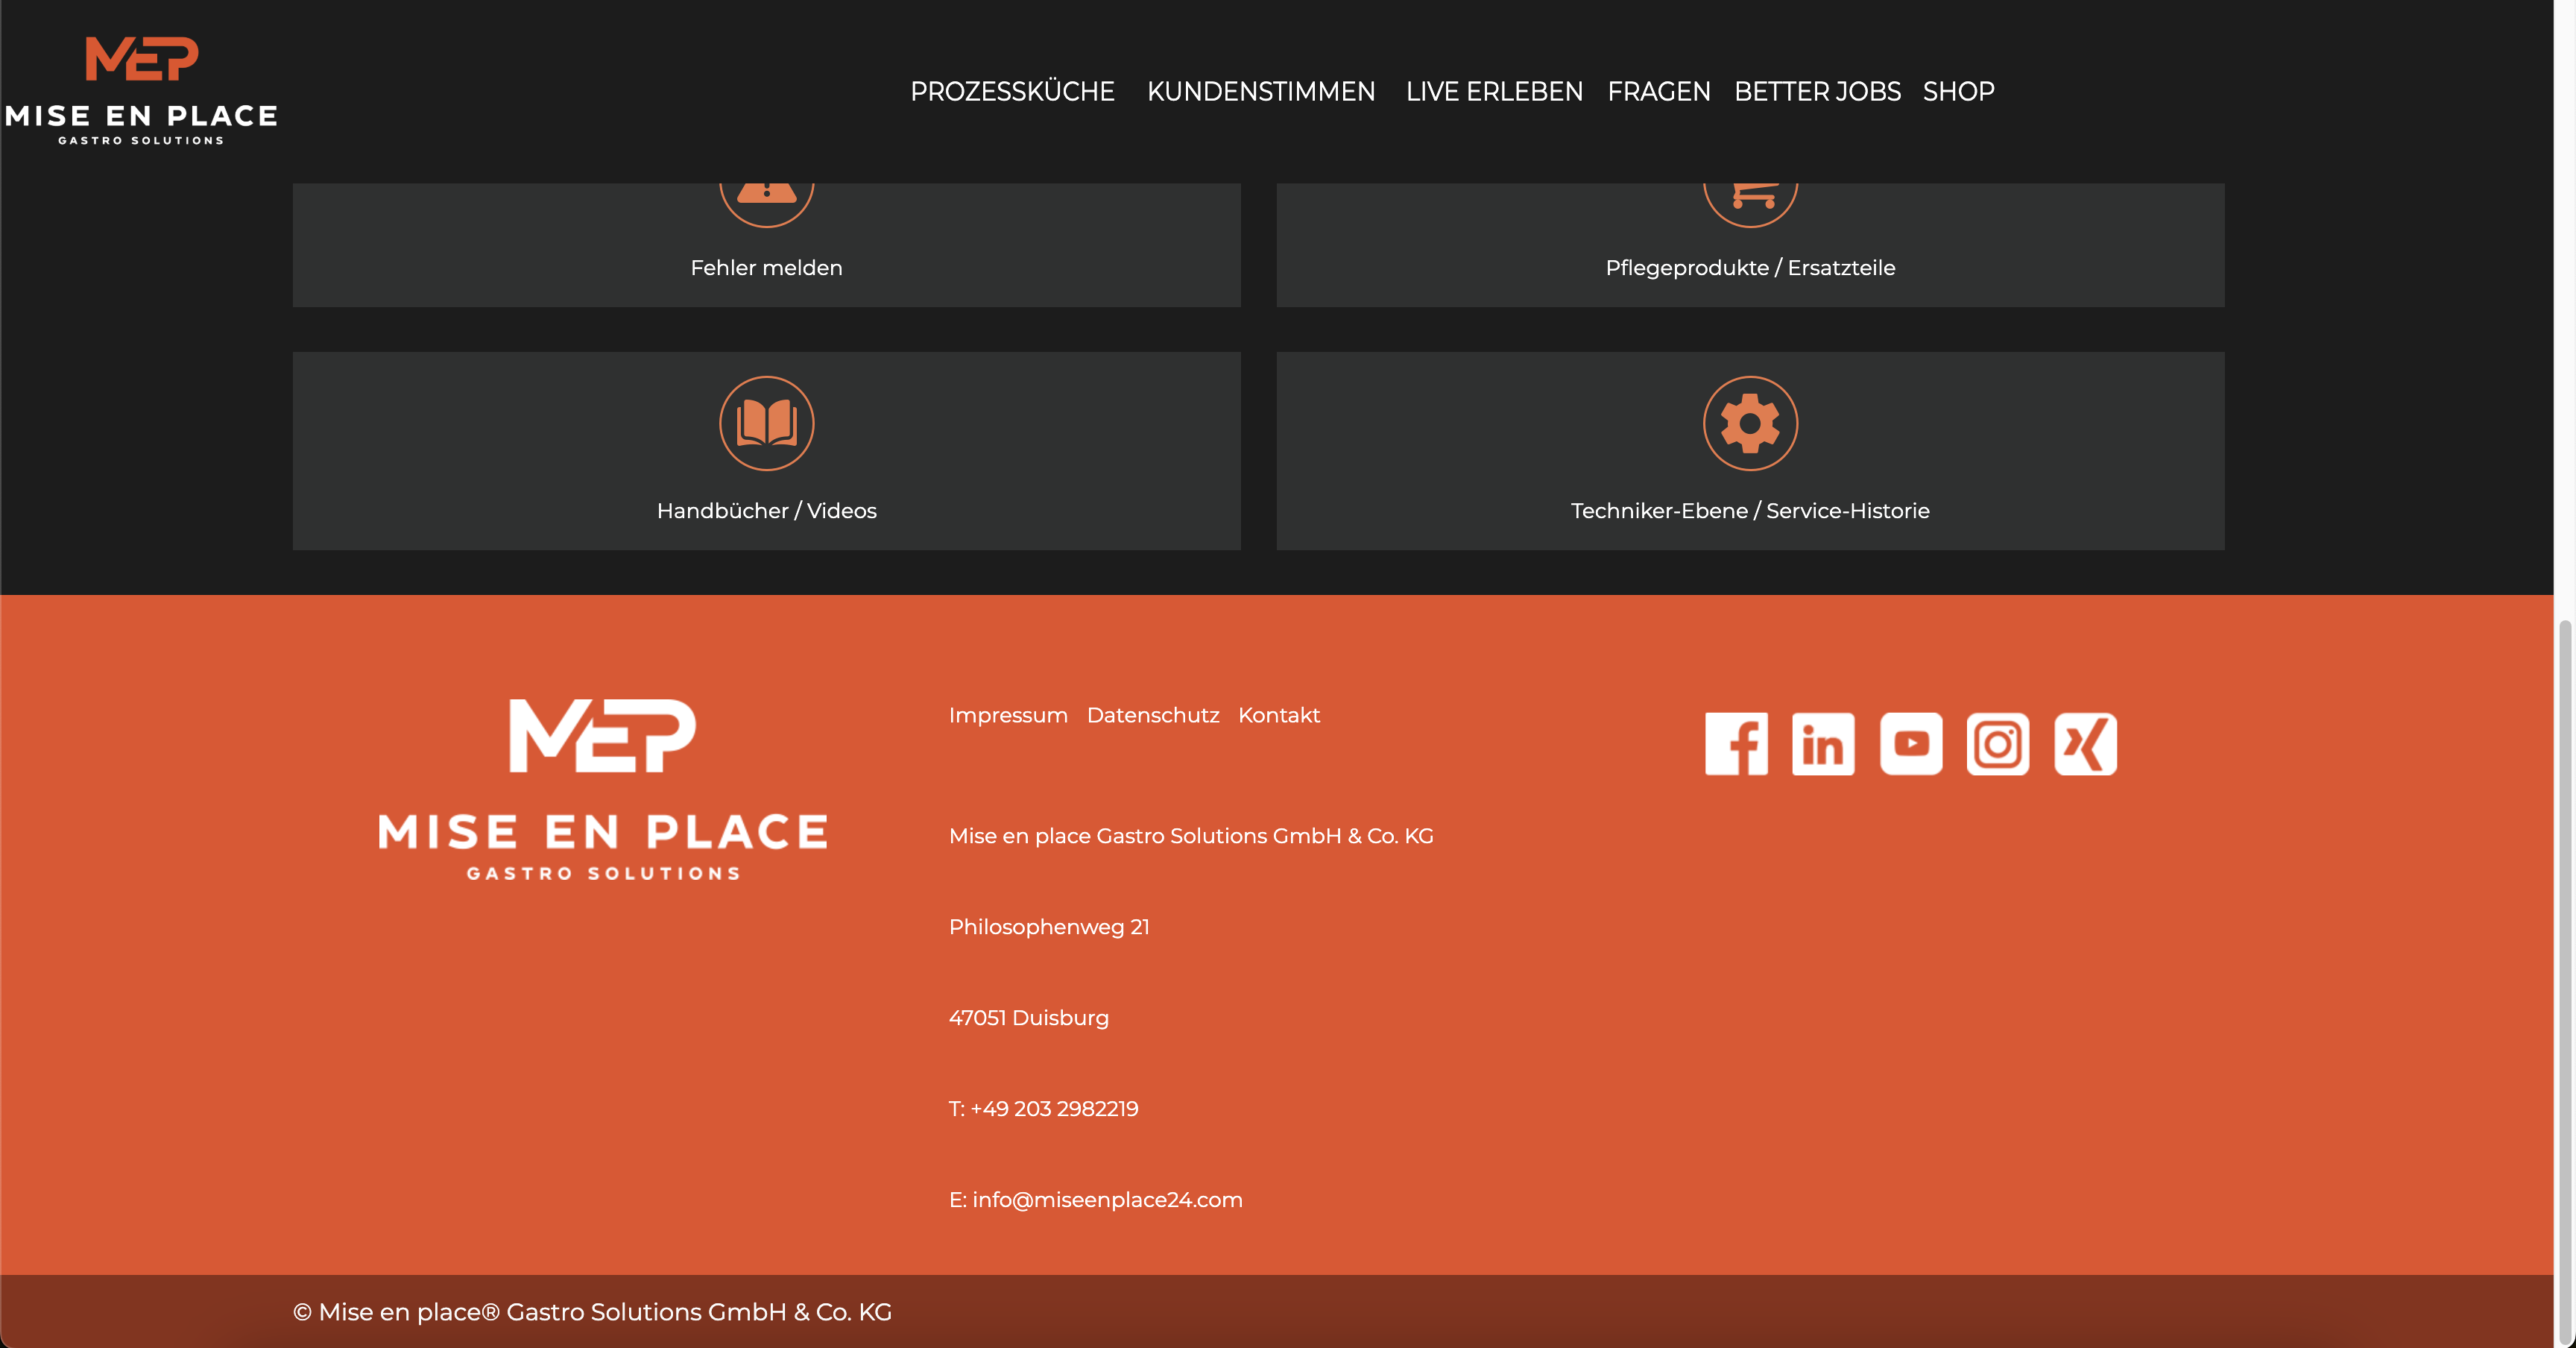 MEP
MISE EN PLACE
GASTRO SOLUTIONS
PROZESSKÜCHE KUNDENSTIMMEN LIVE ERLEBEN FRAGEN BETTER JOBS SHOP
Fehler melden
Pflegeprodukte / Ersatzteile
Handbücher / Videos
Techniker-Ebene / Service-Historie
MEP
MISE EN PLACE
GASTRO SOLUTIONS
Impressum Datenschutz Kontakt
Mise en place Gastro Solutions GmbH & Co. KG
Philosophenweg 21
47051 Duisburg
T: +49 203 2982219
E: info@miseenplace24.com
© Mise en place® Gastro Solutions GmbH & Co. KG